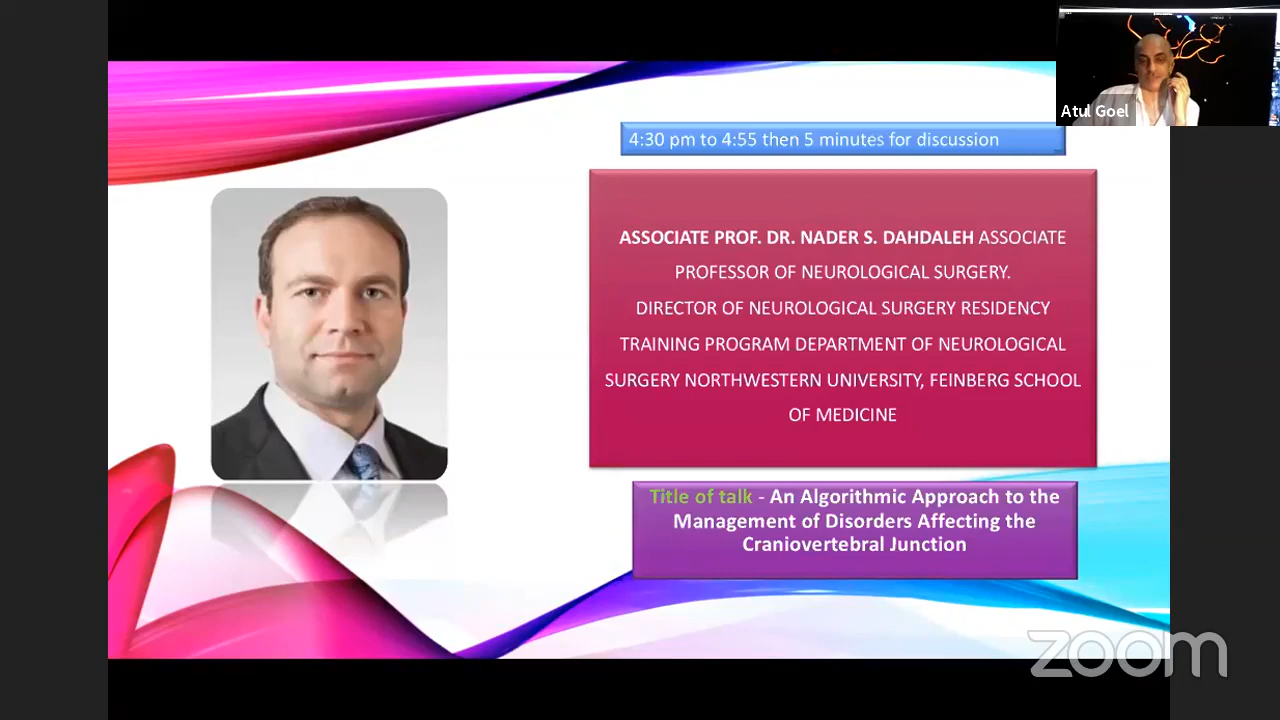 Atul Goel
4:30 pm to 4:55 then 5 minutes for discussion
ASSOCIATE PROF. DR. NADER S. DAHDALEH ASSOCIATE
PROFESSOR OF NEUROLOGICAL SURGERY.
DIRECTOR OF NEUROLOGICAL SURGERY RESIDENCY
TRAINING PROGRAM DEPARTMENT OF NEUROLOGICAL
SURGERY NORTHWESTERN UNIVERSITY, FEINBERG SCHOOL
OF MEDICINE
Title of talk - An Algorithmic Approach to the
Management of Disorders Affecting the
Craniovertebral Junction
zoom